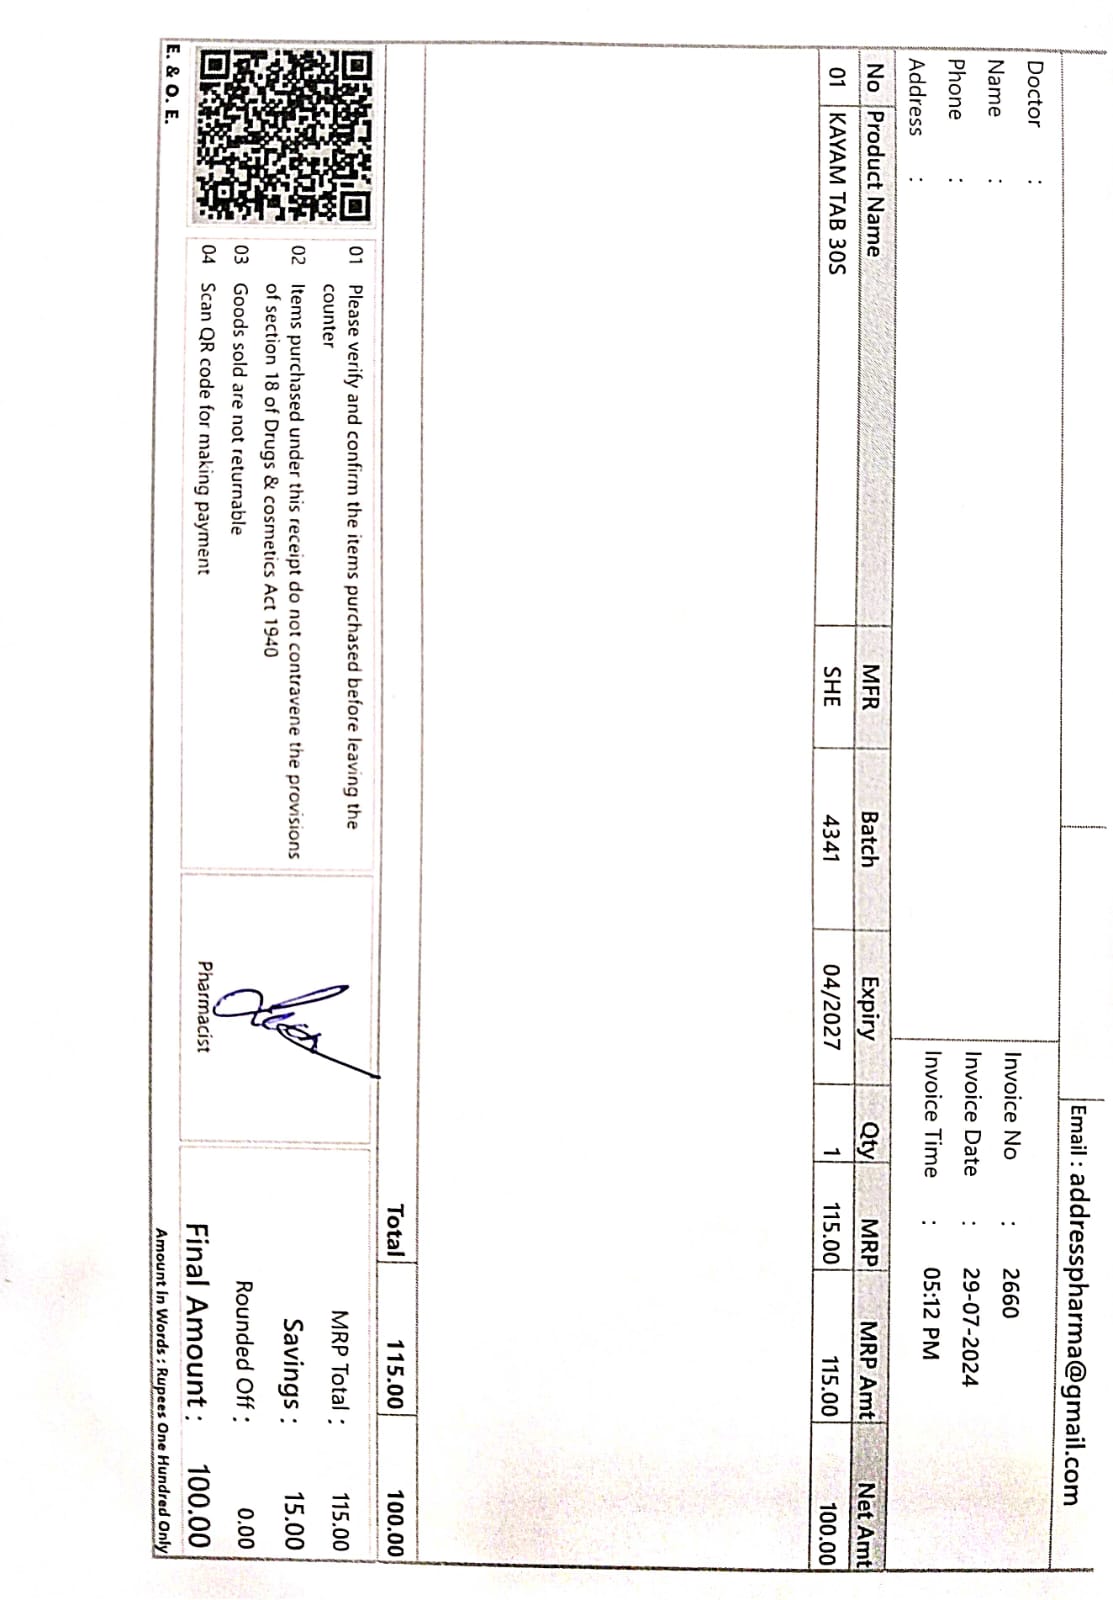 Email : addresspharma@gmail.com
Doctor :
Name :
Phone :
Address :
Invoice No : 2660
Invoice Date : 29-07-2024
Invoice Time : 05:12 PM
No Product Name MFR Batch Expiry Qty MRP MRP Amt Net Amt
01 KAYAM TAB 30S SHE 4341 04/2027 1 115.00 115.00 100.00
Total 115.00 100.00
01 Please verify and confirm the items purchased before leaving the
counter
02 Items purchased under this receipt do not contravene the provisions
of section 18 of Drugs & cosmetics Act 1940
03 Goods sold are not returnable
04 Scan QR code for making payment
Pharmacist
MRP Total : 115.00
Savings : 15.00
Rounded Off : 0.00
Final Amount : 100.00
E. & O. E.
Amount in Words : Rupees One Hundred Only